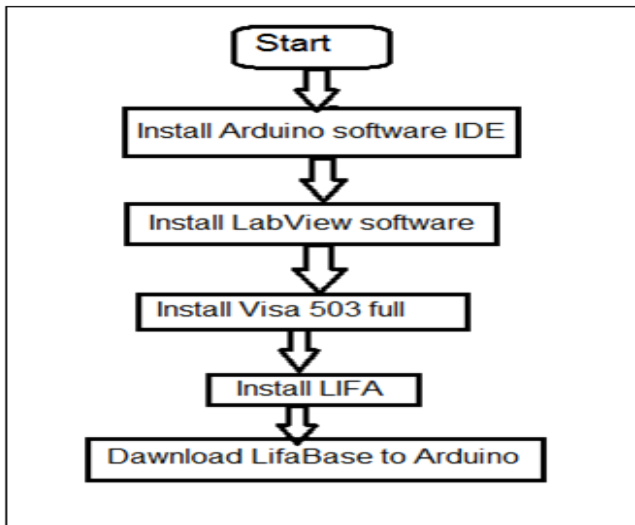 Start
Install Arduino software IDE
Install LabView software
Install Visa 503 full
Install LIFA
Dawnload LifaBase to Arduino